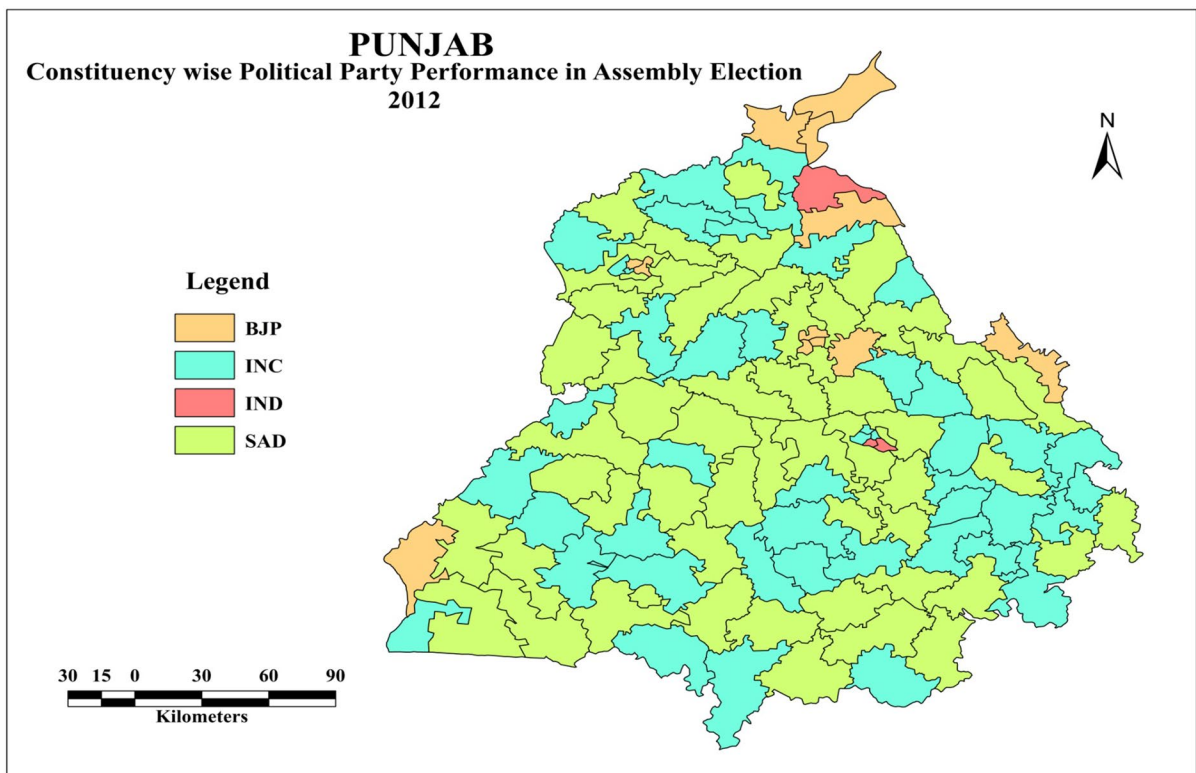 PUNJAB
Constituency wise Political Party Performance in Assembly Election
2012
N
Legend
BJP
INC
IND
SAD
30 15 0 30 60 90
Kilometers